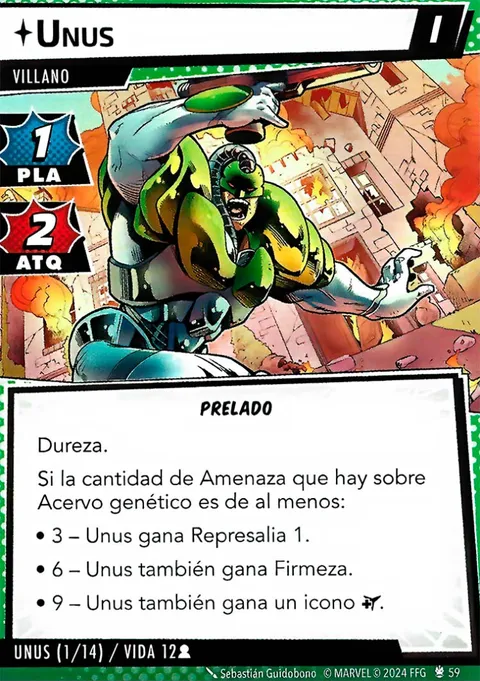 UNUS
I
VILLANO
1
PLA
2
ATQ
PRELADO
Dureza.
Si la cantidad de Amenaza que hay sobre
Acervo genético es de al menos:
• 3 – Unus gana Represalia 1.
• 6 – Unus también gana Firmeza.
• 9 – Unus también gana un icono .
UNUS (1/14) / VIDA 12
Sebastián Guidobono © MARVEL © 2024 FFG 59